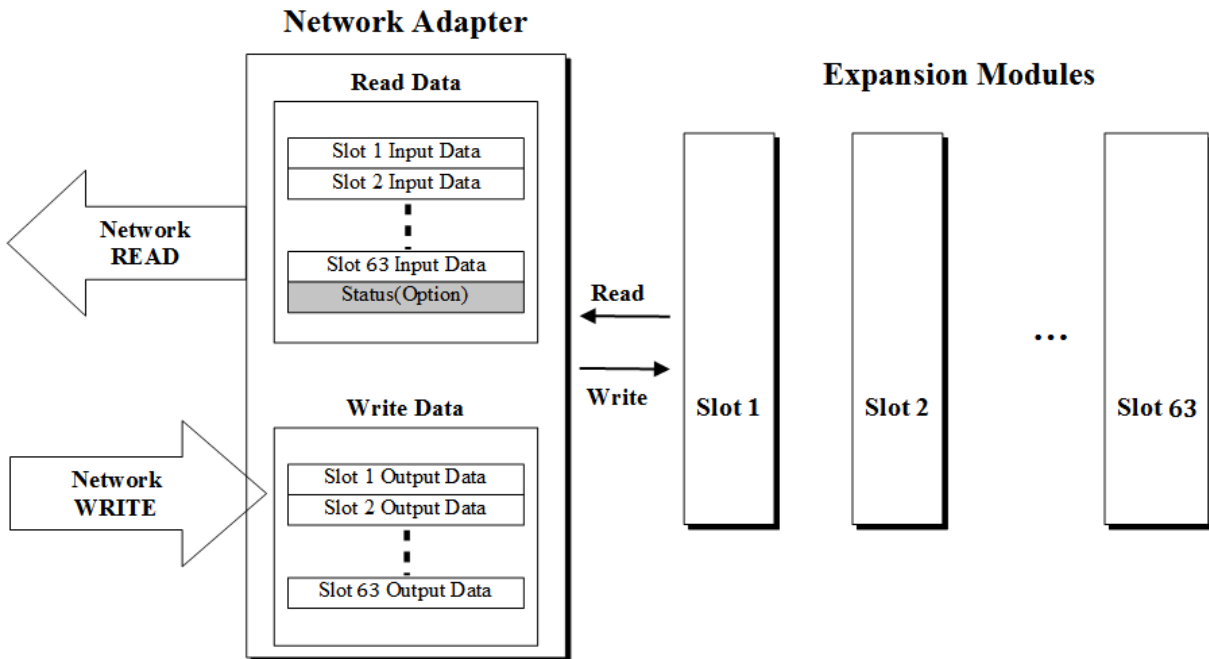 Network Adapter
Read Data
Slot 1 Input Data
Slot 2 Input Data
Slot 63 Input Data
Status(Option)
Network
READ
Write Data
Slot 1 Output Data
Slot 2 Output Data
Slot 63 Output Data
Network
WRITE
Read
Write
Expansion Modules
Slot 1
Slot 2
...
Slot 63